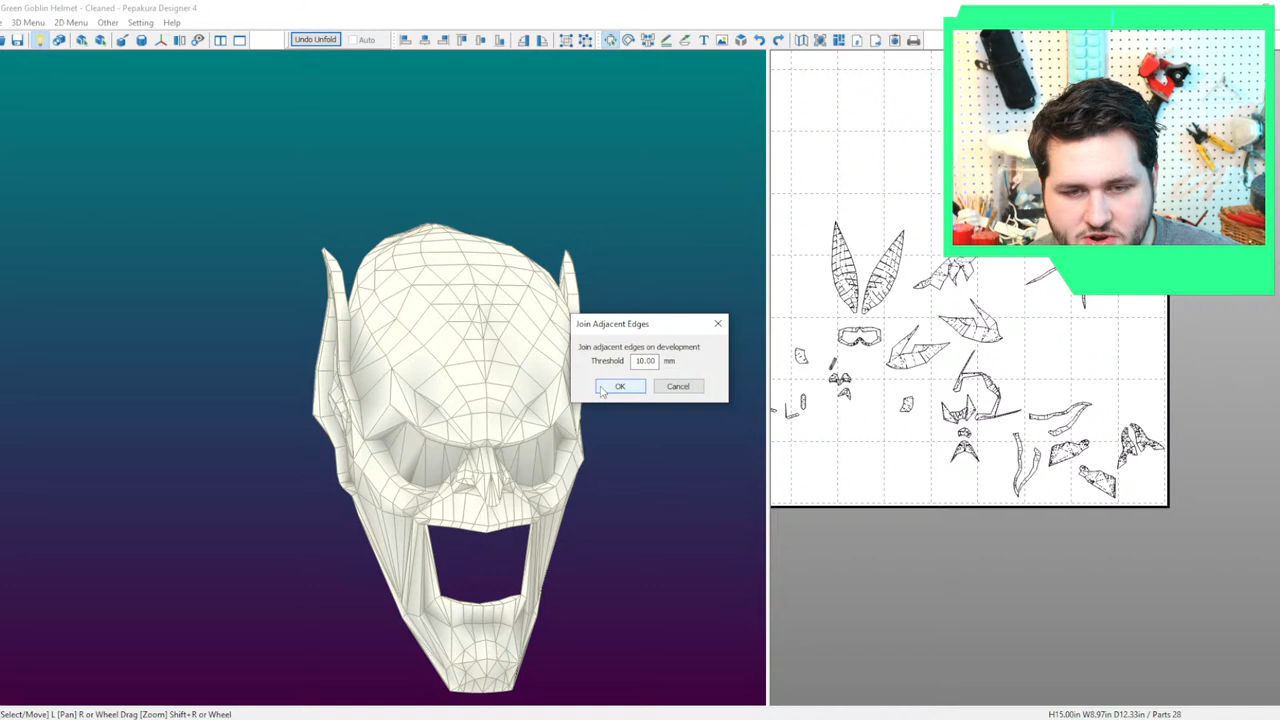 Green Goblin Helmet - Cleaned - Pepakura Designer 4
3D Menu 2D Menu Other Setting Help
Undo Unfold Auto
Join Adjacent Edges
Join adjacent edges on development
Threshold 10.00 mm
OK Cancel
[Select/Move] L [Pan] R or Wheel Drag [Zoom] Shift+R or Wheel
H15.00in W8.97in D12.33in / Parts 28